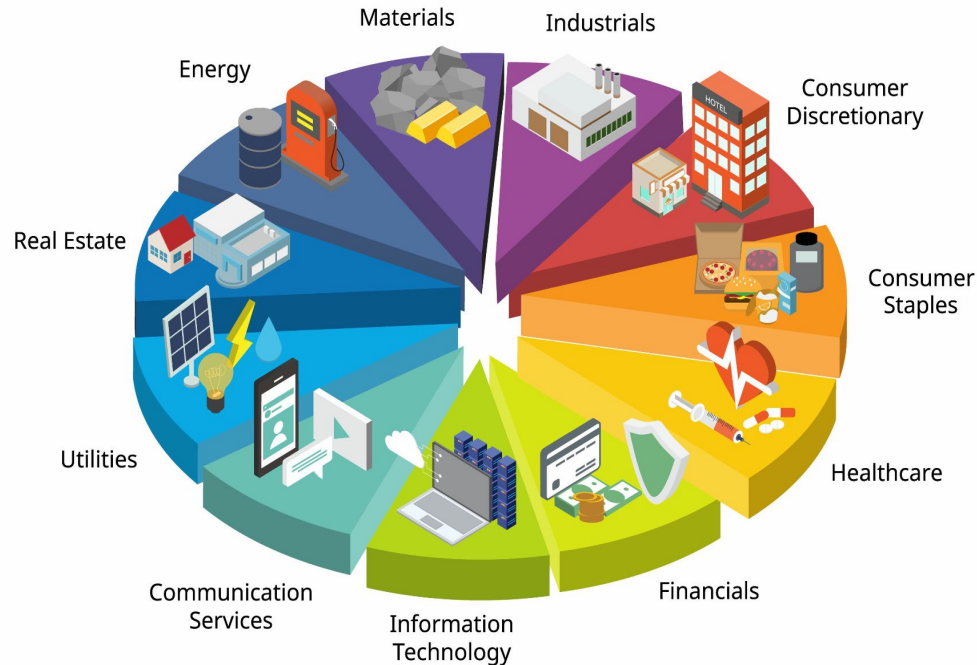 Materials
Industrials
Energy
Consumer
Discretionary
HOTEL
Real Estate
Consumer
Staples
Utilities
Healthcare
Communication
Services
Financials
Information
Technology